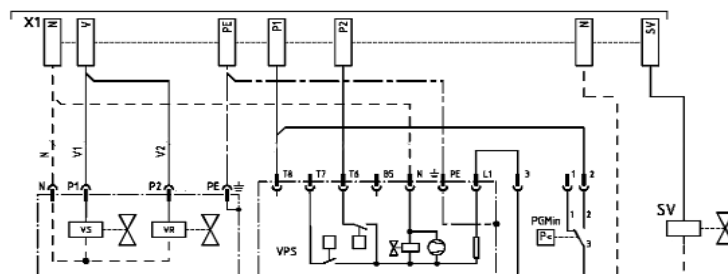 X1 N V PE P1 P2 N SV
N V1 V2
N P1 P2 PE T8 T7 T6 B5 N PE L1 3 1 2
VS VR VPS PGMin P< 1 2 3 SV